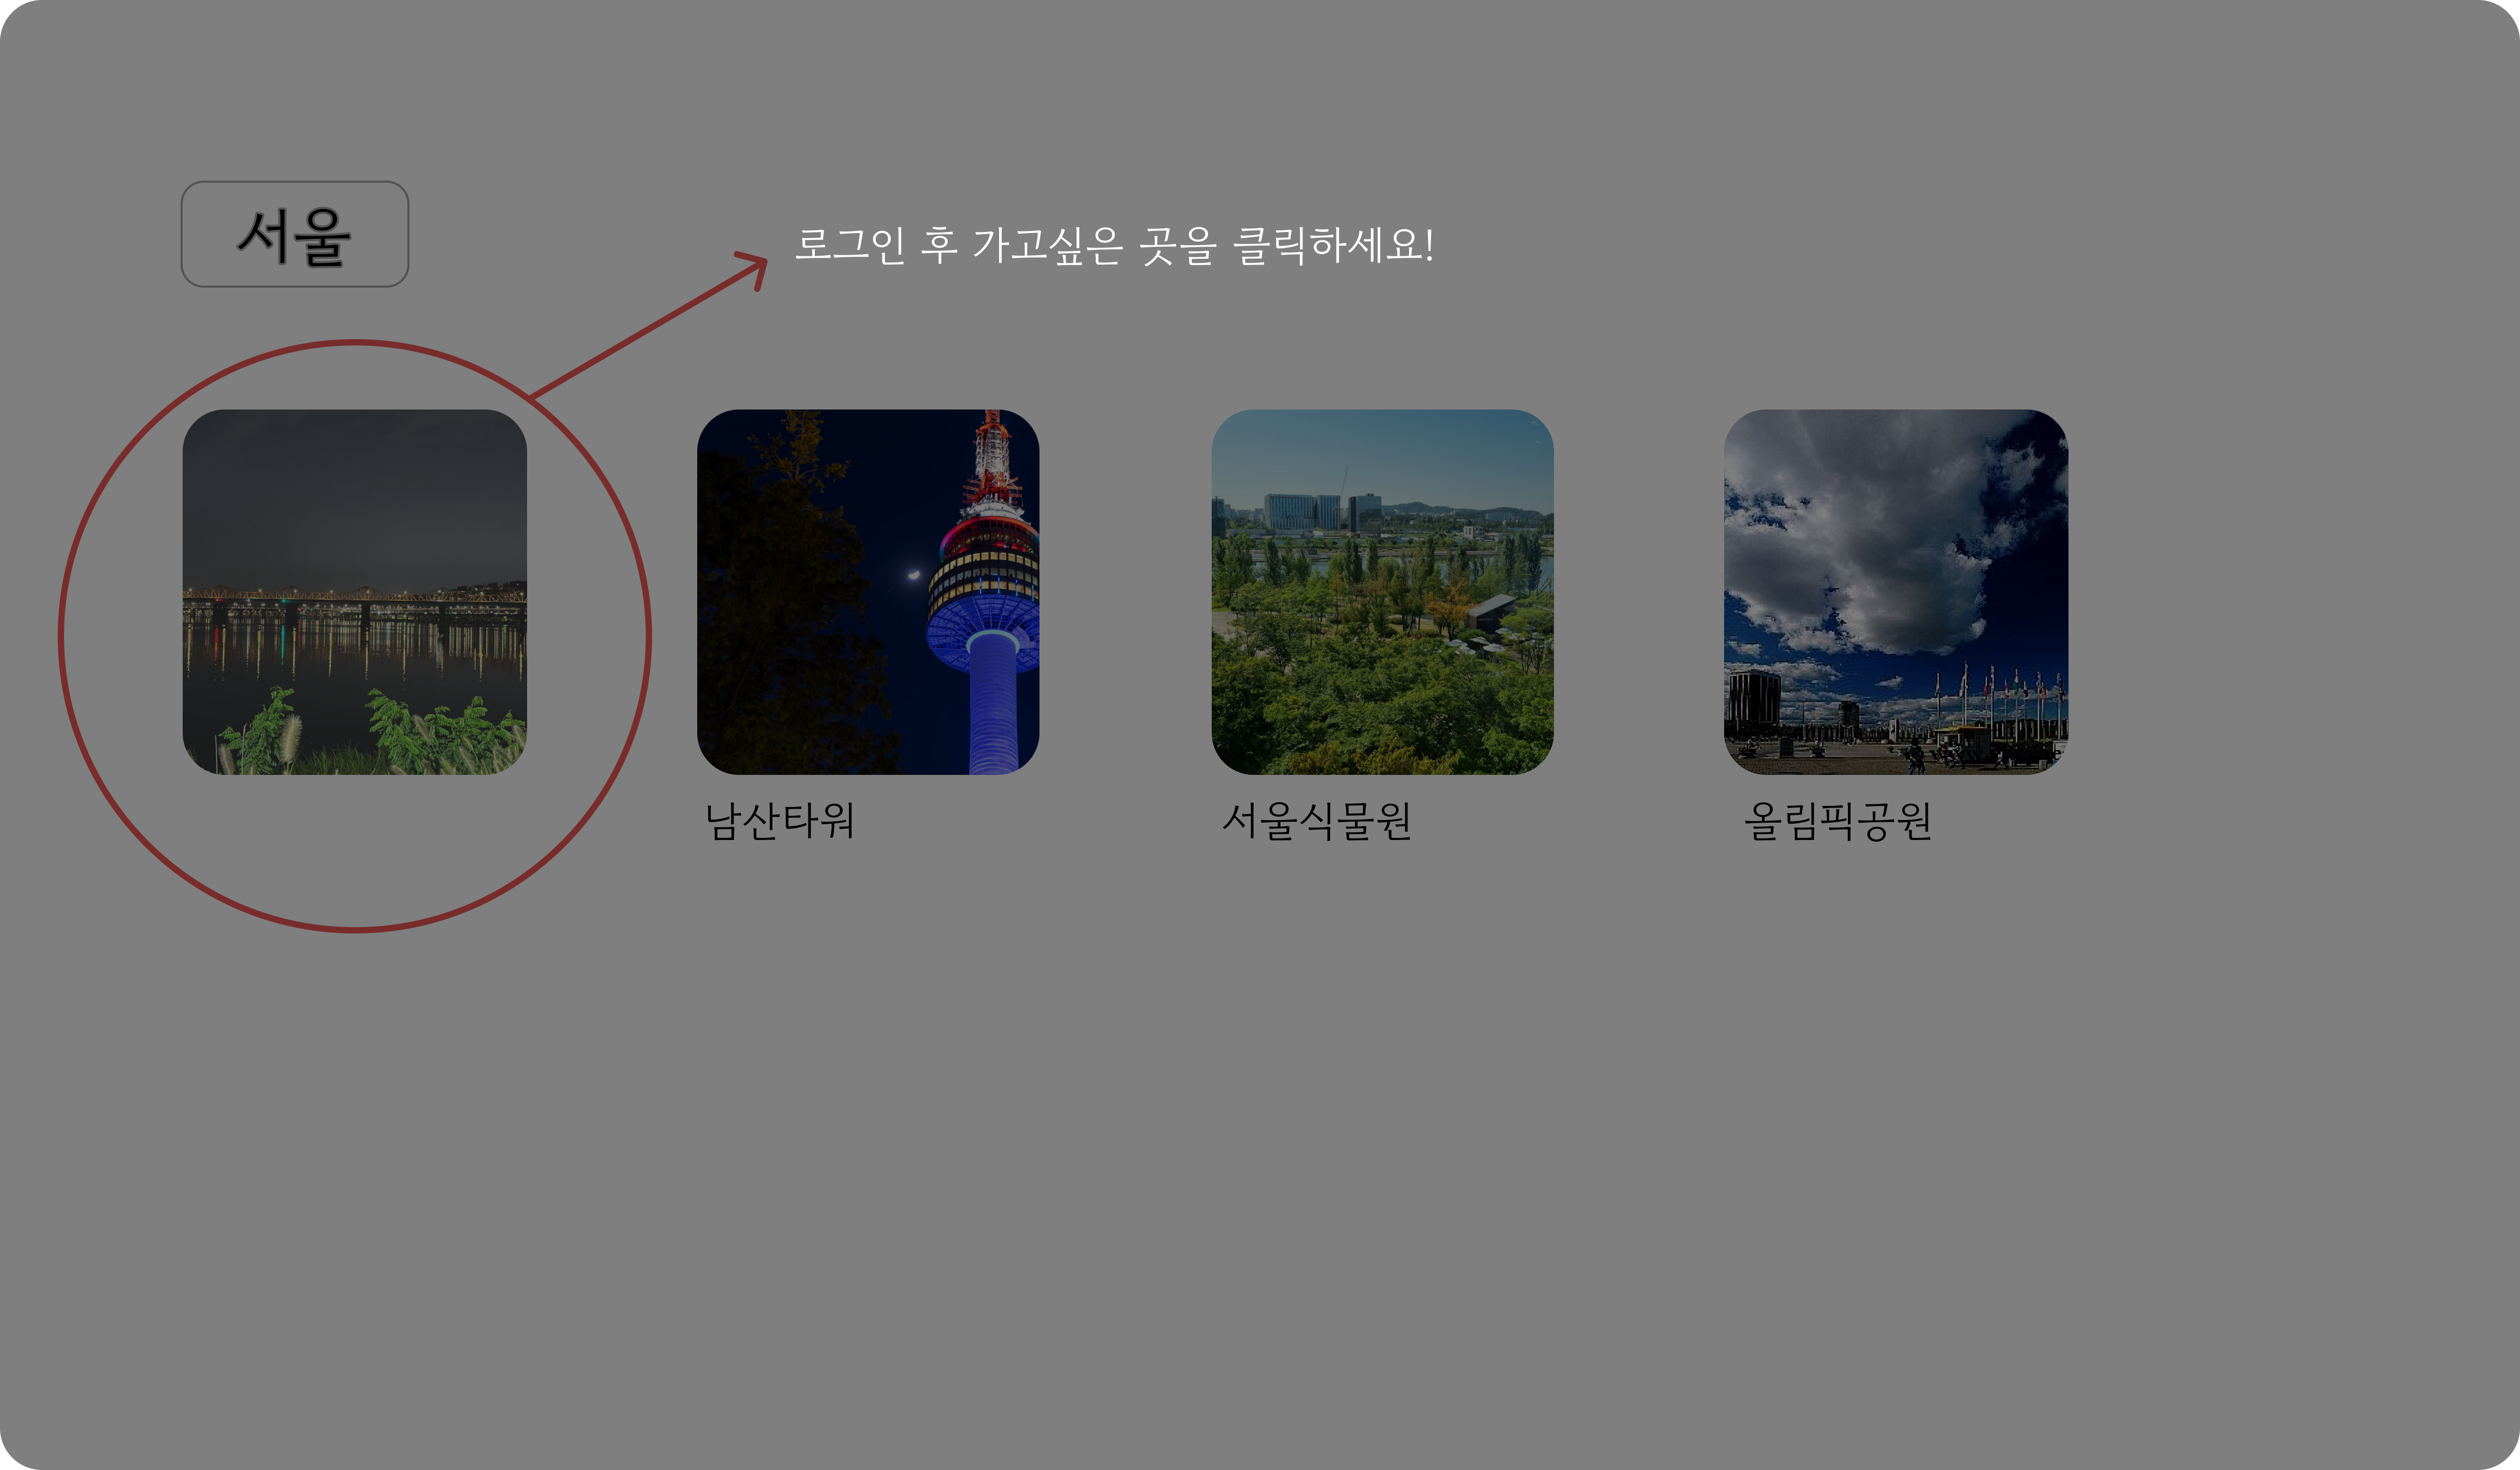 서울
로그인 후 가고싶은 곳을 클릭하세요!
남산타워
서울식물원
올림픽공원